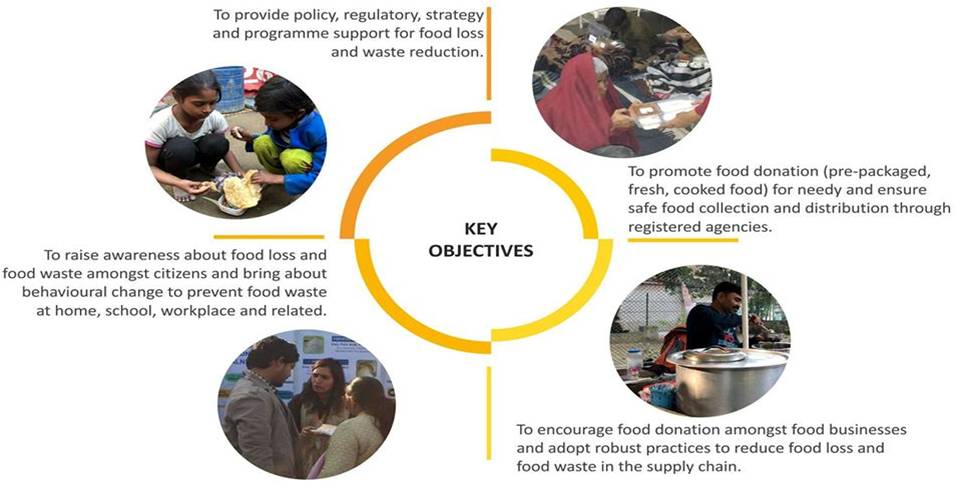 To provide policy, regulatory, strategy
and programme support for food loss
and waste reduction.
To promote food donation (pre-packaged,
fresh, cooked food) for needy and ensure
safe food collection and distribution through
registered agencies.
KEY
OBJECTIVES
To raise awareness about food loss and
food waste amongst citizens and bring about
behavioural change to prevent food waste
at home, school, workplace and related.
To encourage food donation amongst food businesses
and adopt robust practices to reduce food loss and
food waste in the supply chain.